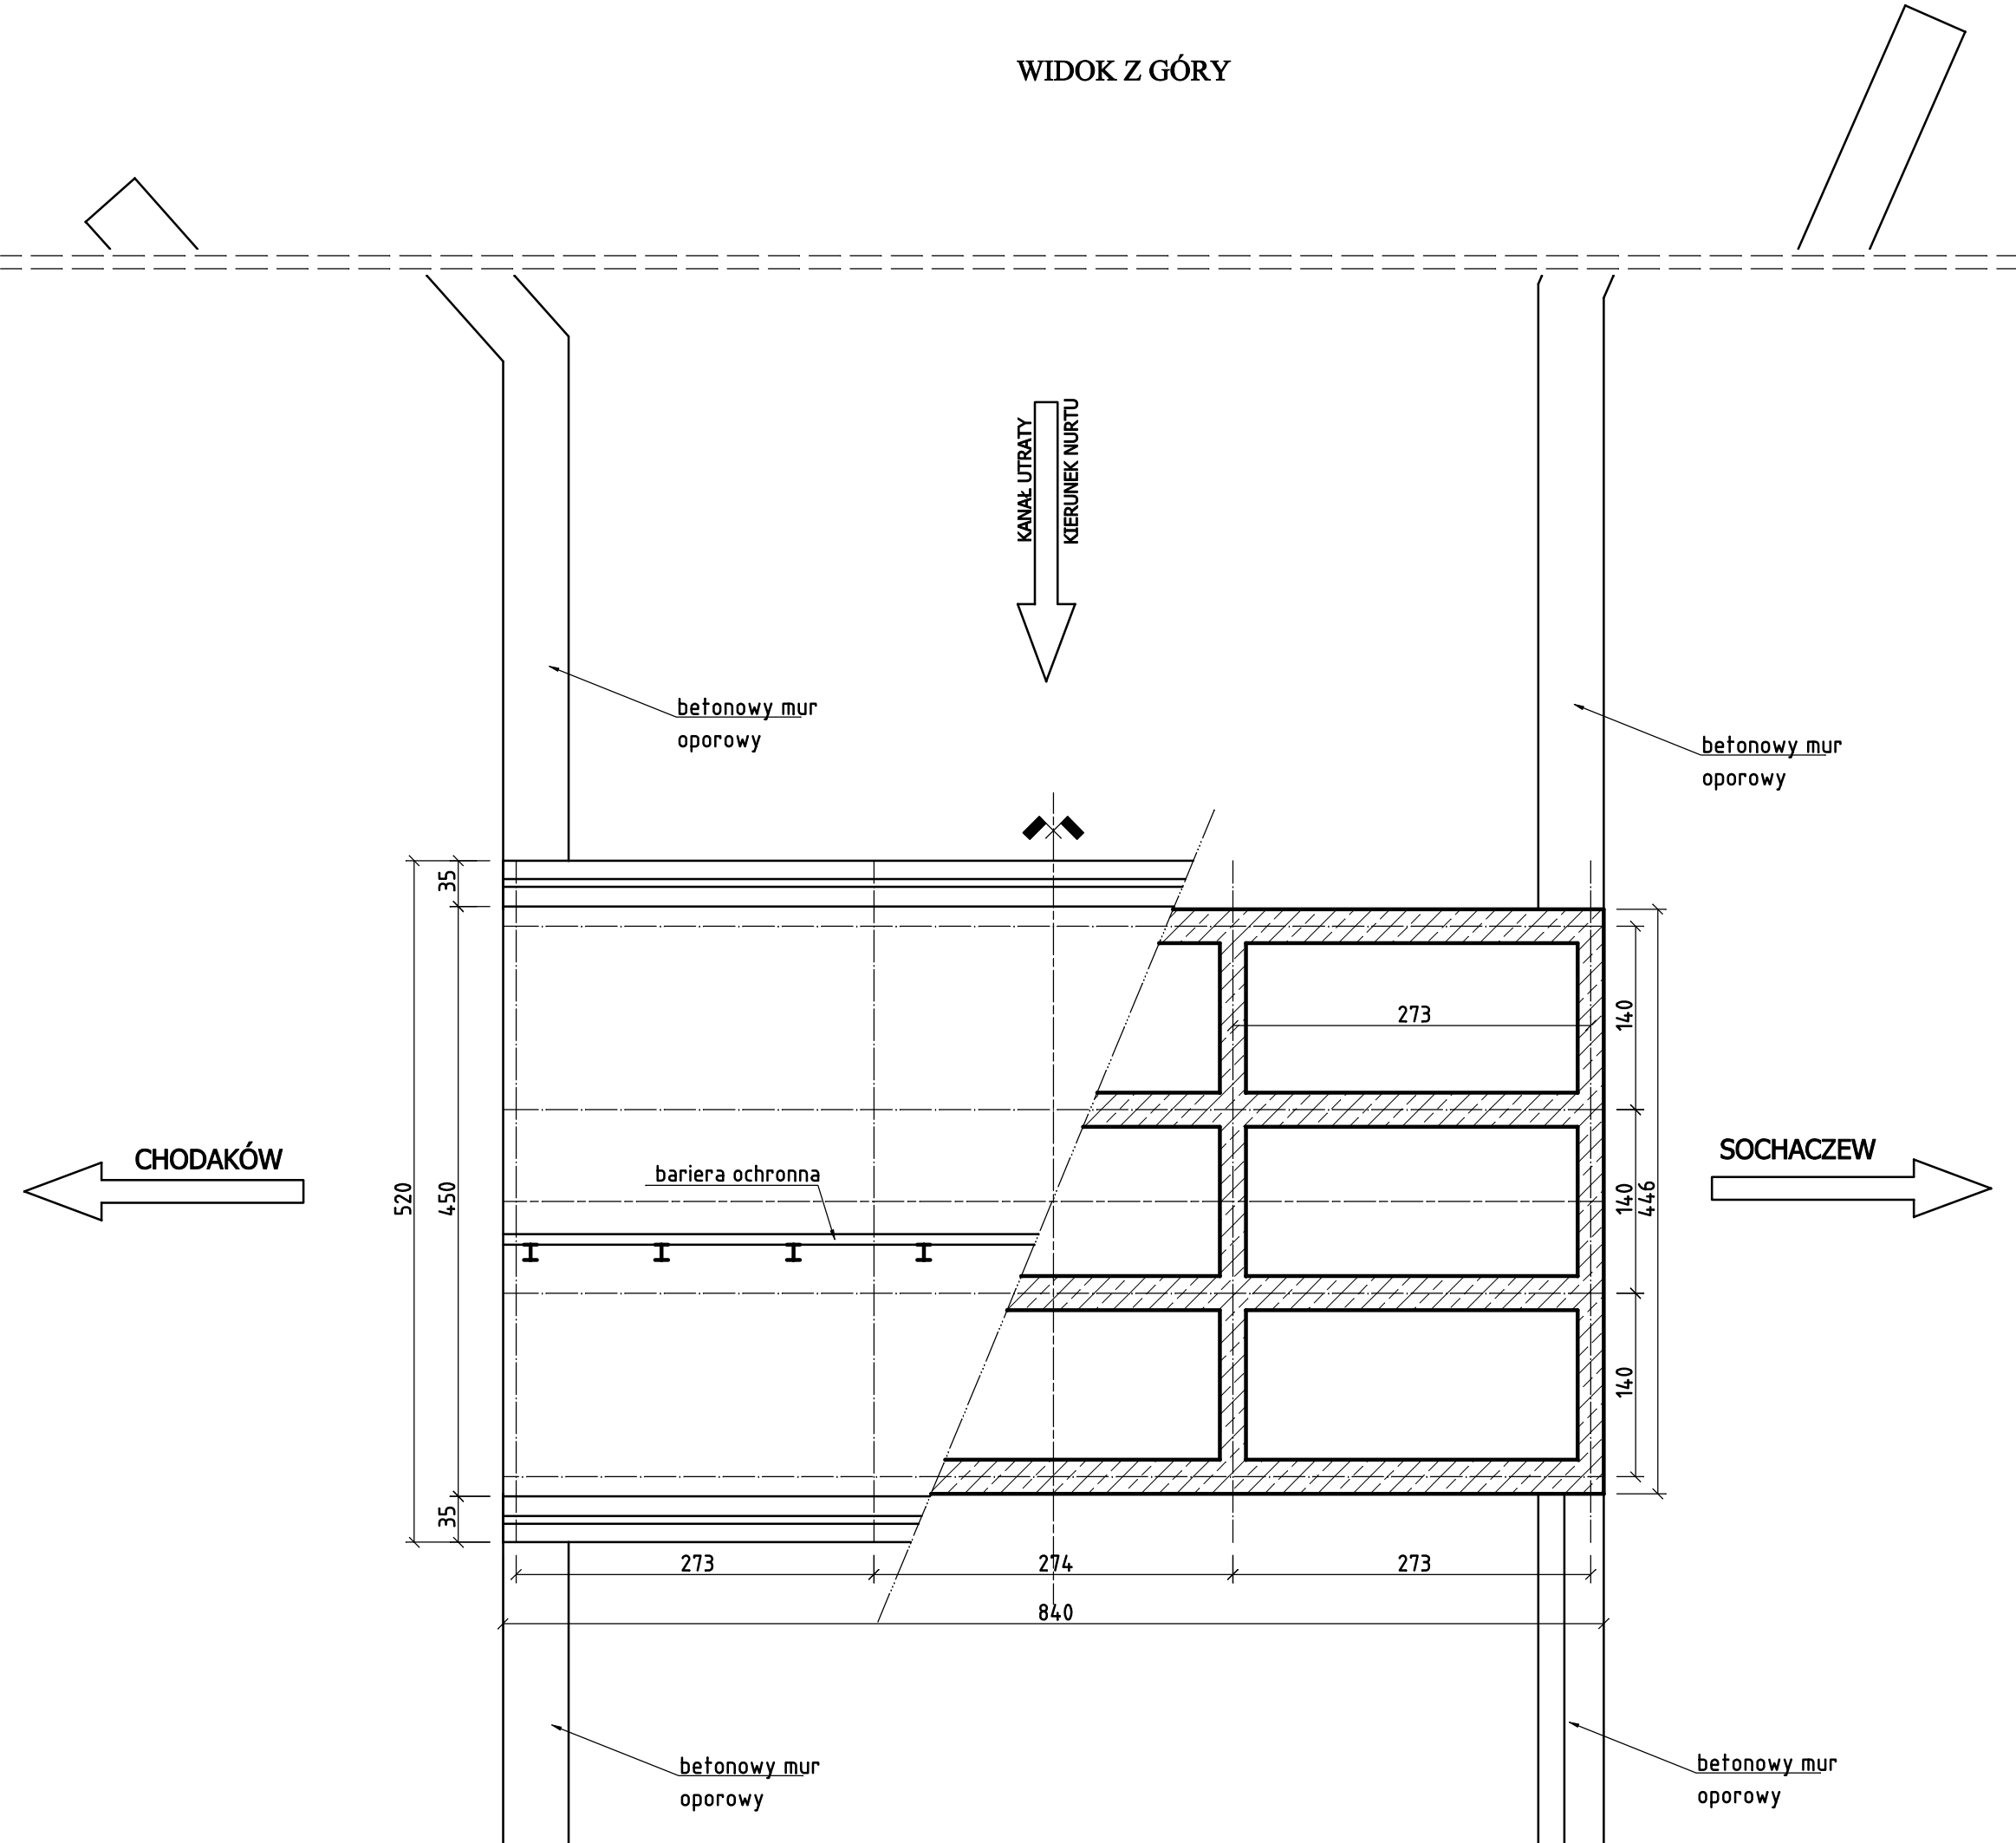 WIDOK Z GÓRY
KANAŁ UTRATY
KIERUNEK NURTU
betonowy mur
oporowy
betonowy mur
oporowy
35
450
520
35
273
140
140
446
140
CHODAKÓW
SOCHACZEW
bariera ochronna
273
274
273
840
betonowy mur
oporowy
betonowy mur
oporowy